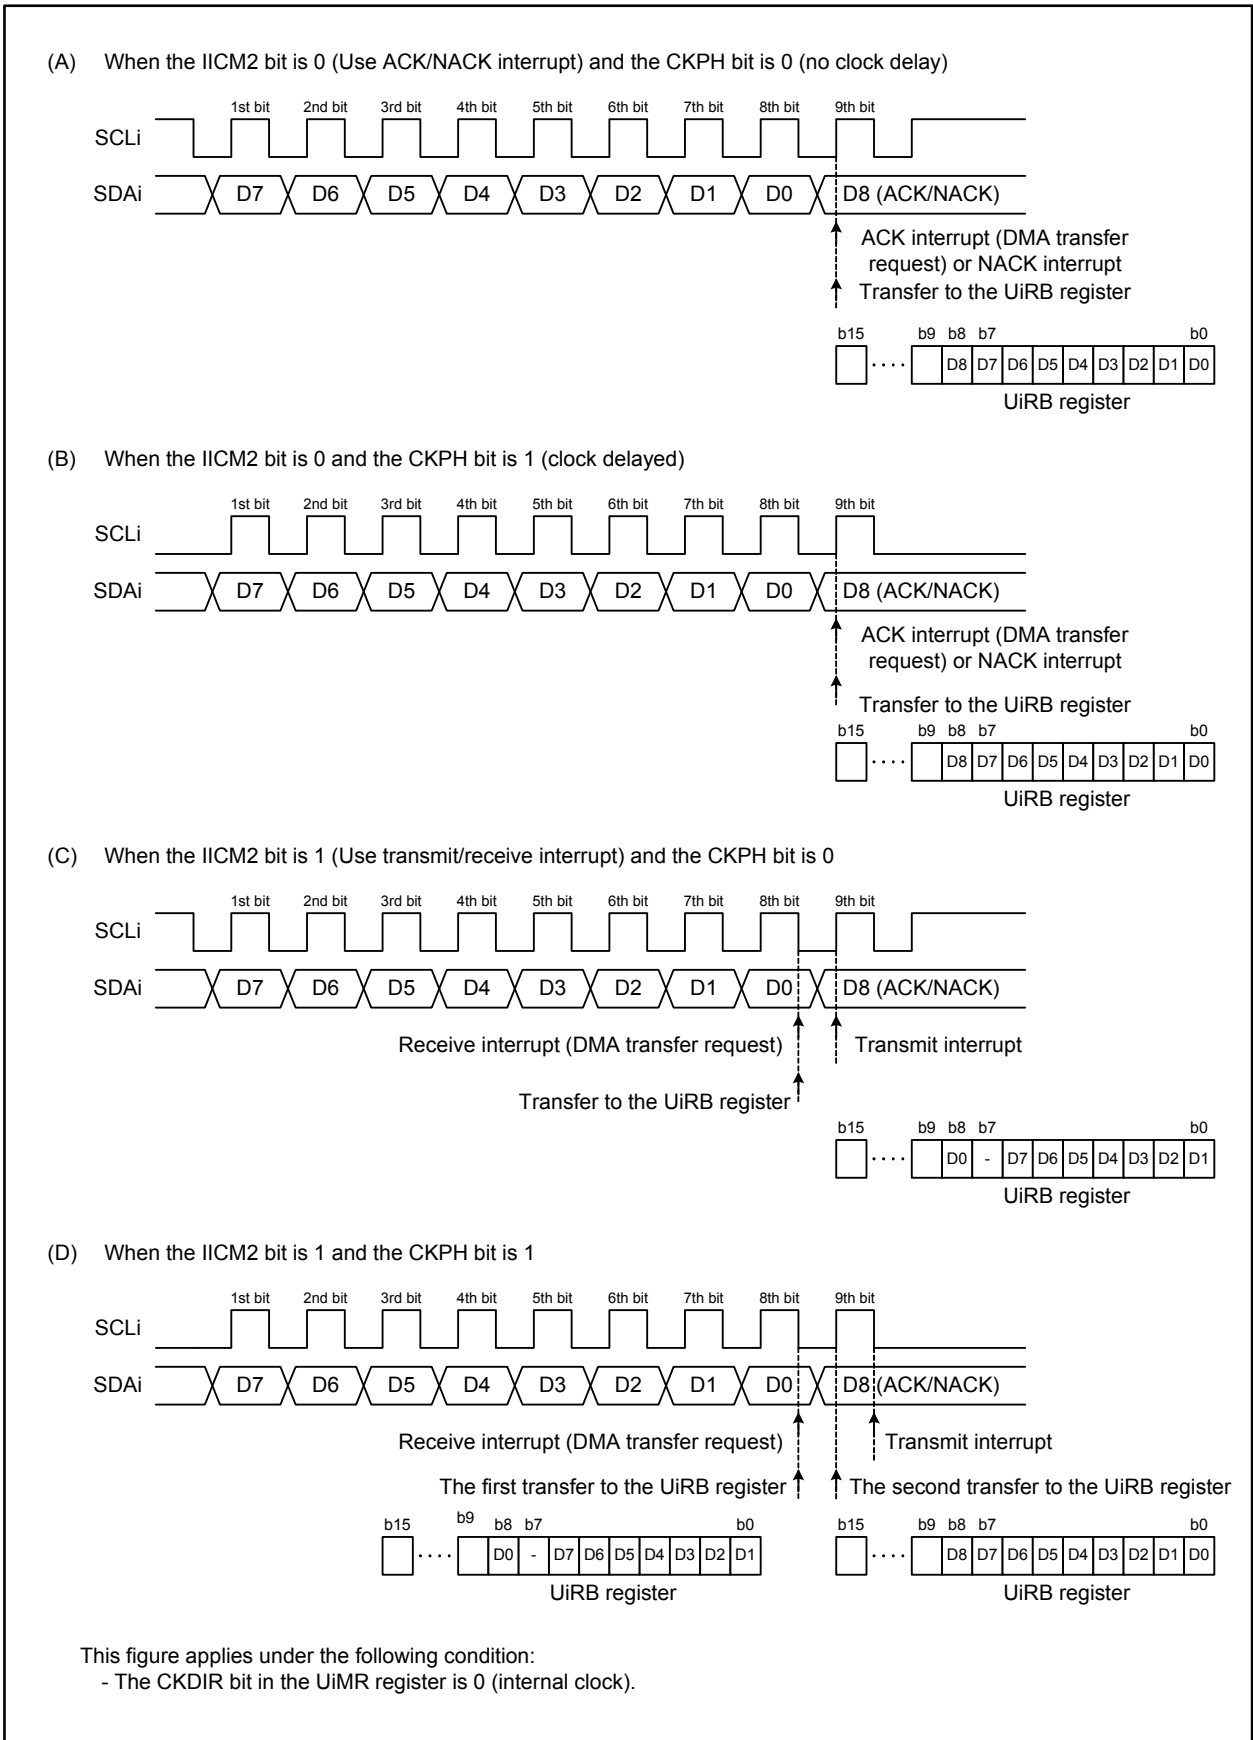 (A) When the IICM2 bit is 0 (Use ACK/NACK interrupt) and the CKPH bit is 0 (no clock delay)
1st bit 2nd bit 3rd bit 4th bit 5th bit 6th bit 7th bit 8th bit 9th bit
SCLi
SDAi D7 D6 D5 D4 D3 D2 D1 D0 D8 (ACK/NACK)
ACK interrupt (DMA transfer
request) or NACK interrupt
Transfer to the UiRB register
b15 b9 b8 b7 b0
···· D8 D7 D6 D5 D4 D3 D2 D1 D0
UiRB register
(B) When the IICM2 bit is 0 and the CKPH bit is 1 (clock delayed)
1st bit 2nd bit 3rd bit 4th bit 5th bit 6th bit 7th bit 8th bit 9th bit
SCLi
SDAi D7 D6 D5 D4 D3 D2 D1 D0 D8 (ACK/NACK)
ACK interrupt (DMA transfer
request) or NACK interrupt
Transfer to the UiRB register
b15 b9 b8 b7 b0
···· D8 D7 D6 D5 D4 D3 D2 D1 D0
UiRB register
(C) When the IICM2 bit is 1 (Use transmit/receive interrupt) and the CKPH bit is 0
1st bit 2nd bit 3rd bit 4th bit 5th bit 6th bit 7th bit 8th bit 9th bit
SCLi
SDAi D7 D6 D5 D4 D3 D2 D1 D0 D8 (ACK/NACK)
Receive interrupt (DMA transfer request) Transmit interrupt
Transfer to the UiRB register
b15 b9 b8 b7 b0
···· D0 - D7 D6 D5 D4 D3 D2 D1
UiRB register
(D) When the IICM2 bit is 1 and the CKPH bit is 1
1st bit 2nd bit 3rd bit 4th bit 5th bit 6th bit 7th bit 8th bit 9th bit
SCLi
SDAi D7 D6 D5 D4 D3 D2 D1 D0 D8 (ACK/NACK)
Receive interrupt (DMA transfer request) Transmit interrupt
The first transfer to the UiRB register The second transfer to the UiRB register
b15 b9 b8 b7 b0 b15 b9 b8 b7 b0
···· D0 - D7 D6 D5 D4 D3 D2 D1 ···· D8 D7 D6 D5 D4 D3 D2 D1 D0
UiRB register UiRB register
This figure applies under the following condition:
- The CKDIR bit in the UiMR register is 0 (internal clock).